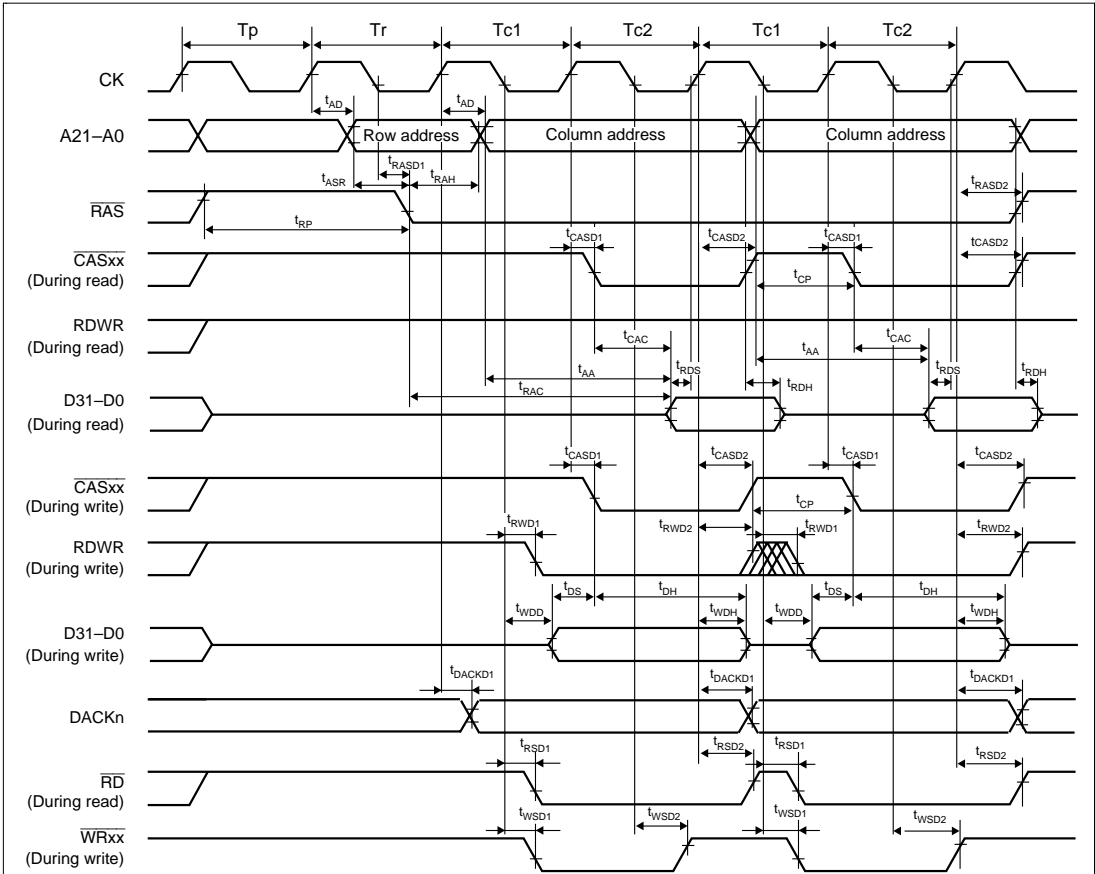 Tp Tr Tc1 Tc2 Tc1 Tc2
CK
tAD tAD
A21–A0 Row address Column address Column address
tRASD1
tASR tRAH tRASD2
RAS
tRP
tCASD1 tCASD2 tCASD1 tCASD2
CASxx
(During read)
tCP
RDWR
(During read)
tCAC tCAC
tAA tRDS tAA tRDS
tRAC tRDH tRDH
D31–D0
(During read)
tCASD1 tCASD2 tCASD1 tCASD2
CASxx
(During write)
tCP
tRWD1 tRWD2 tRWD1 tRWD2
RDWR
(During write)
tDS tDH tDS tDH
tWDD tWDH tWDD tWDH
D31–D0
(During write)
tDACKD1 tDACKD1 tDACKD1
DACKn
tRSD1 tRSD2 tRSD1 tRSD2
RD
(During read)
tWSD1 tWSD2 tWSD1 tWSD2
WRxx
(During write)